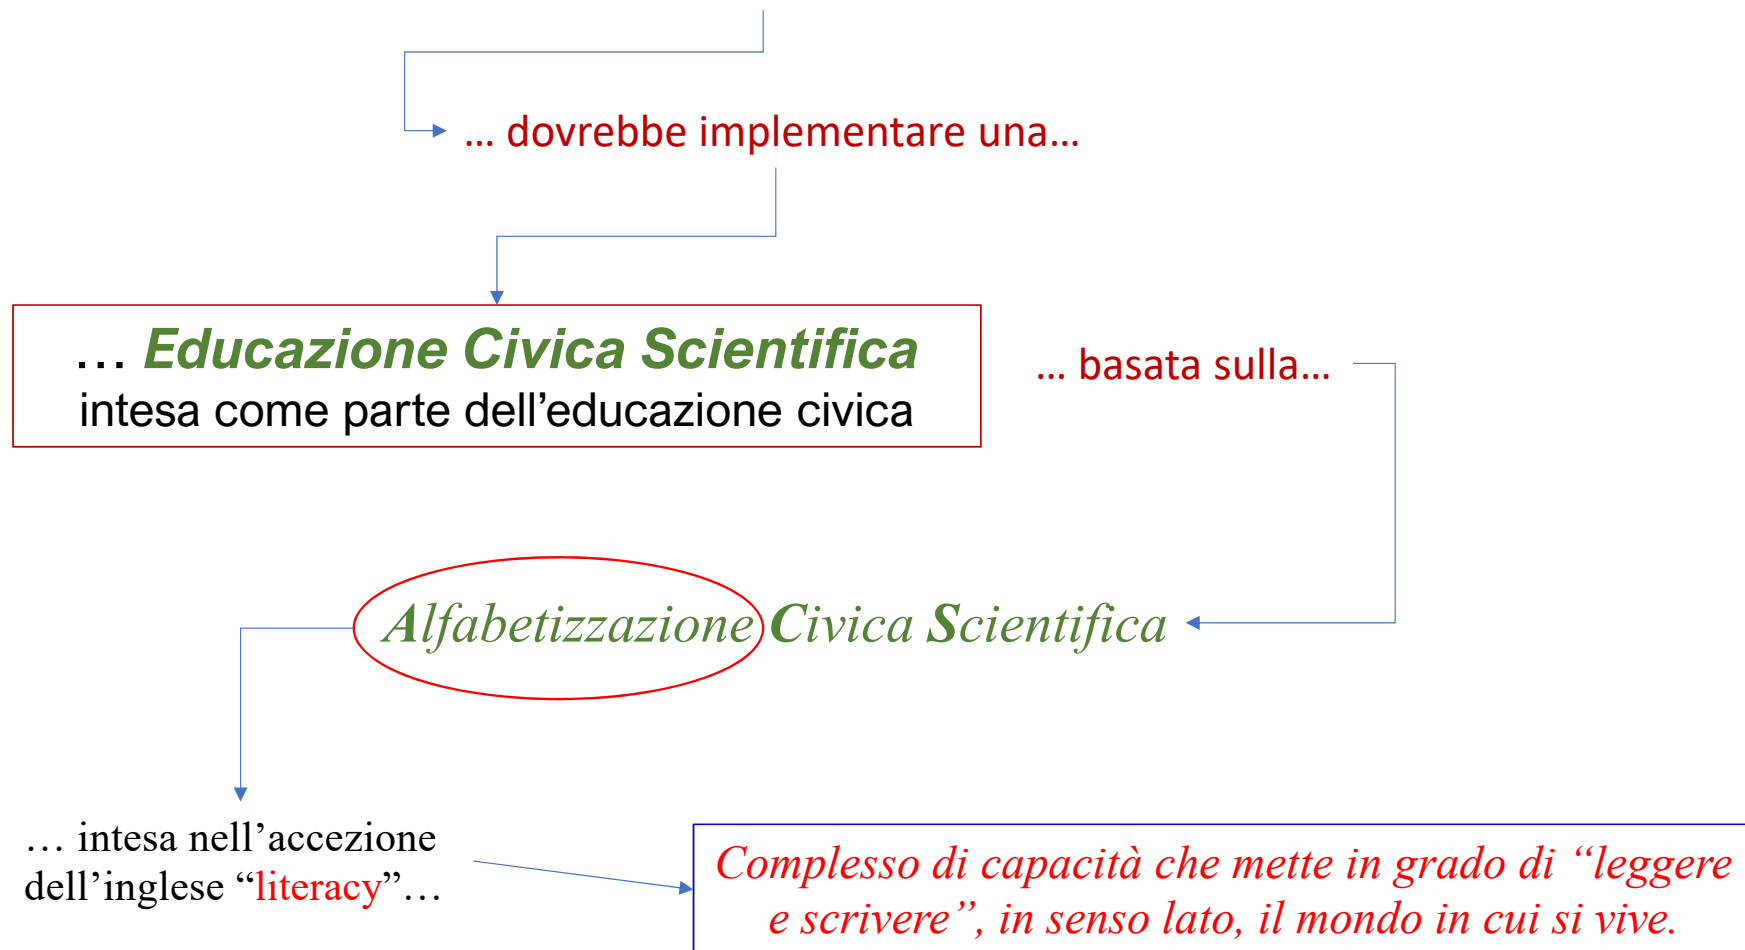 ... dovrebbe implementare una...
... Educazione Civica Scientifica
intesa come parte dell’educazione civica
... basata sulla...
Alfabetizzazione Civica Scientifica
... intesa nell’accezione
dell’inglese “literacy”...
Complesso di capacità che mette in grado di “leggere
e scrivere”, in senso lato, il mondo in cui si vive.